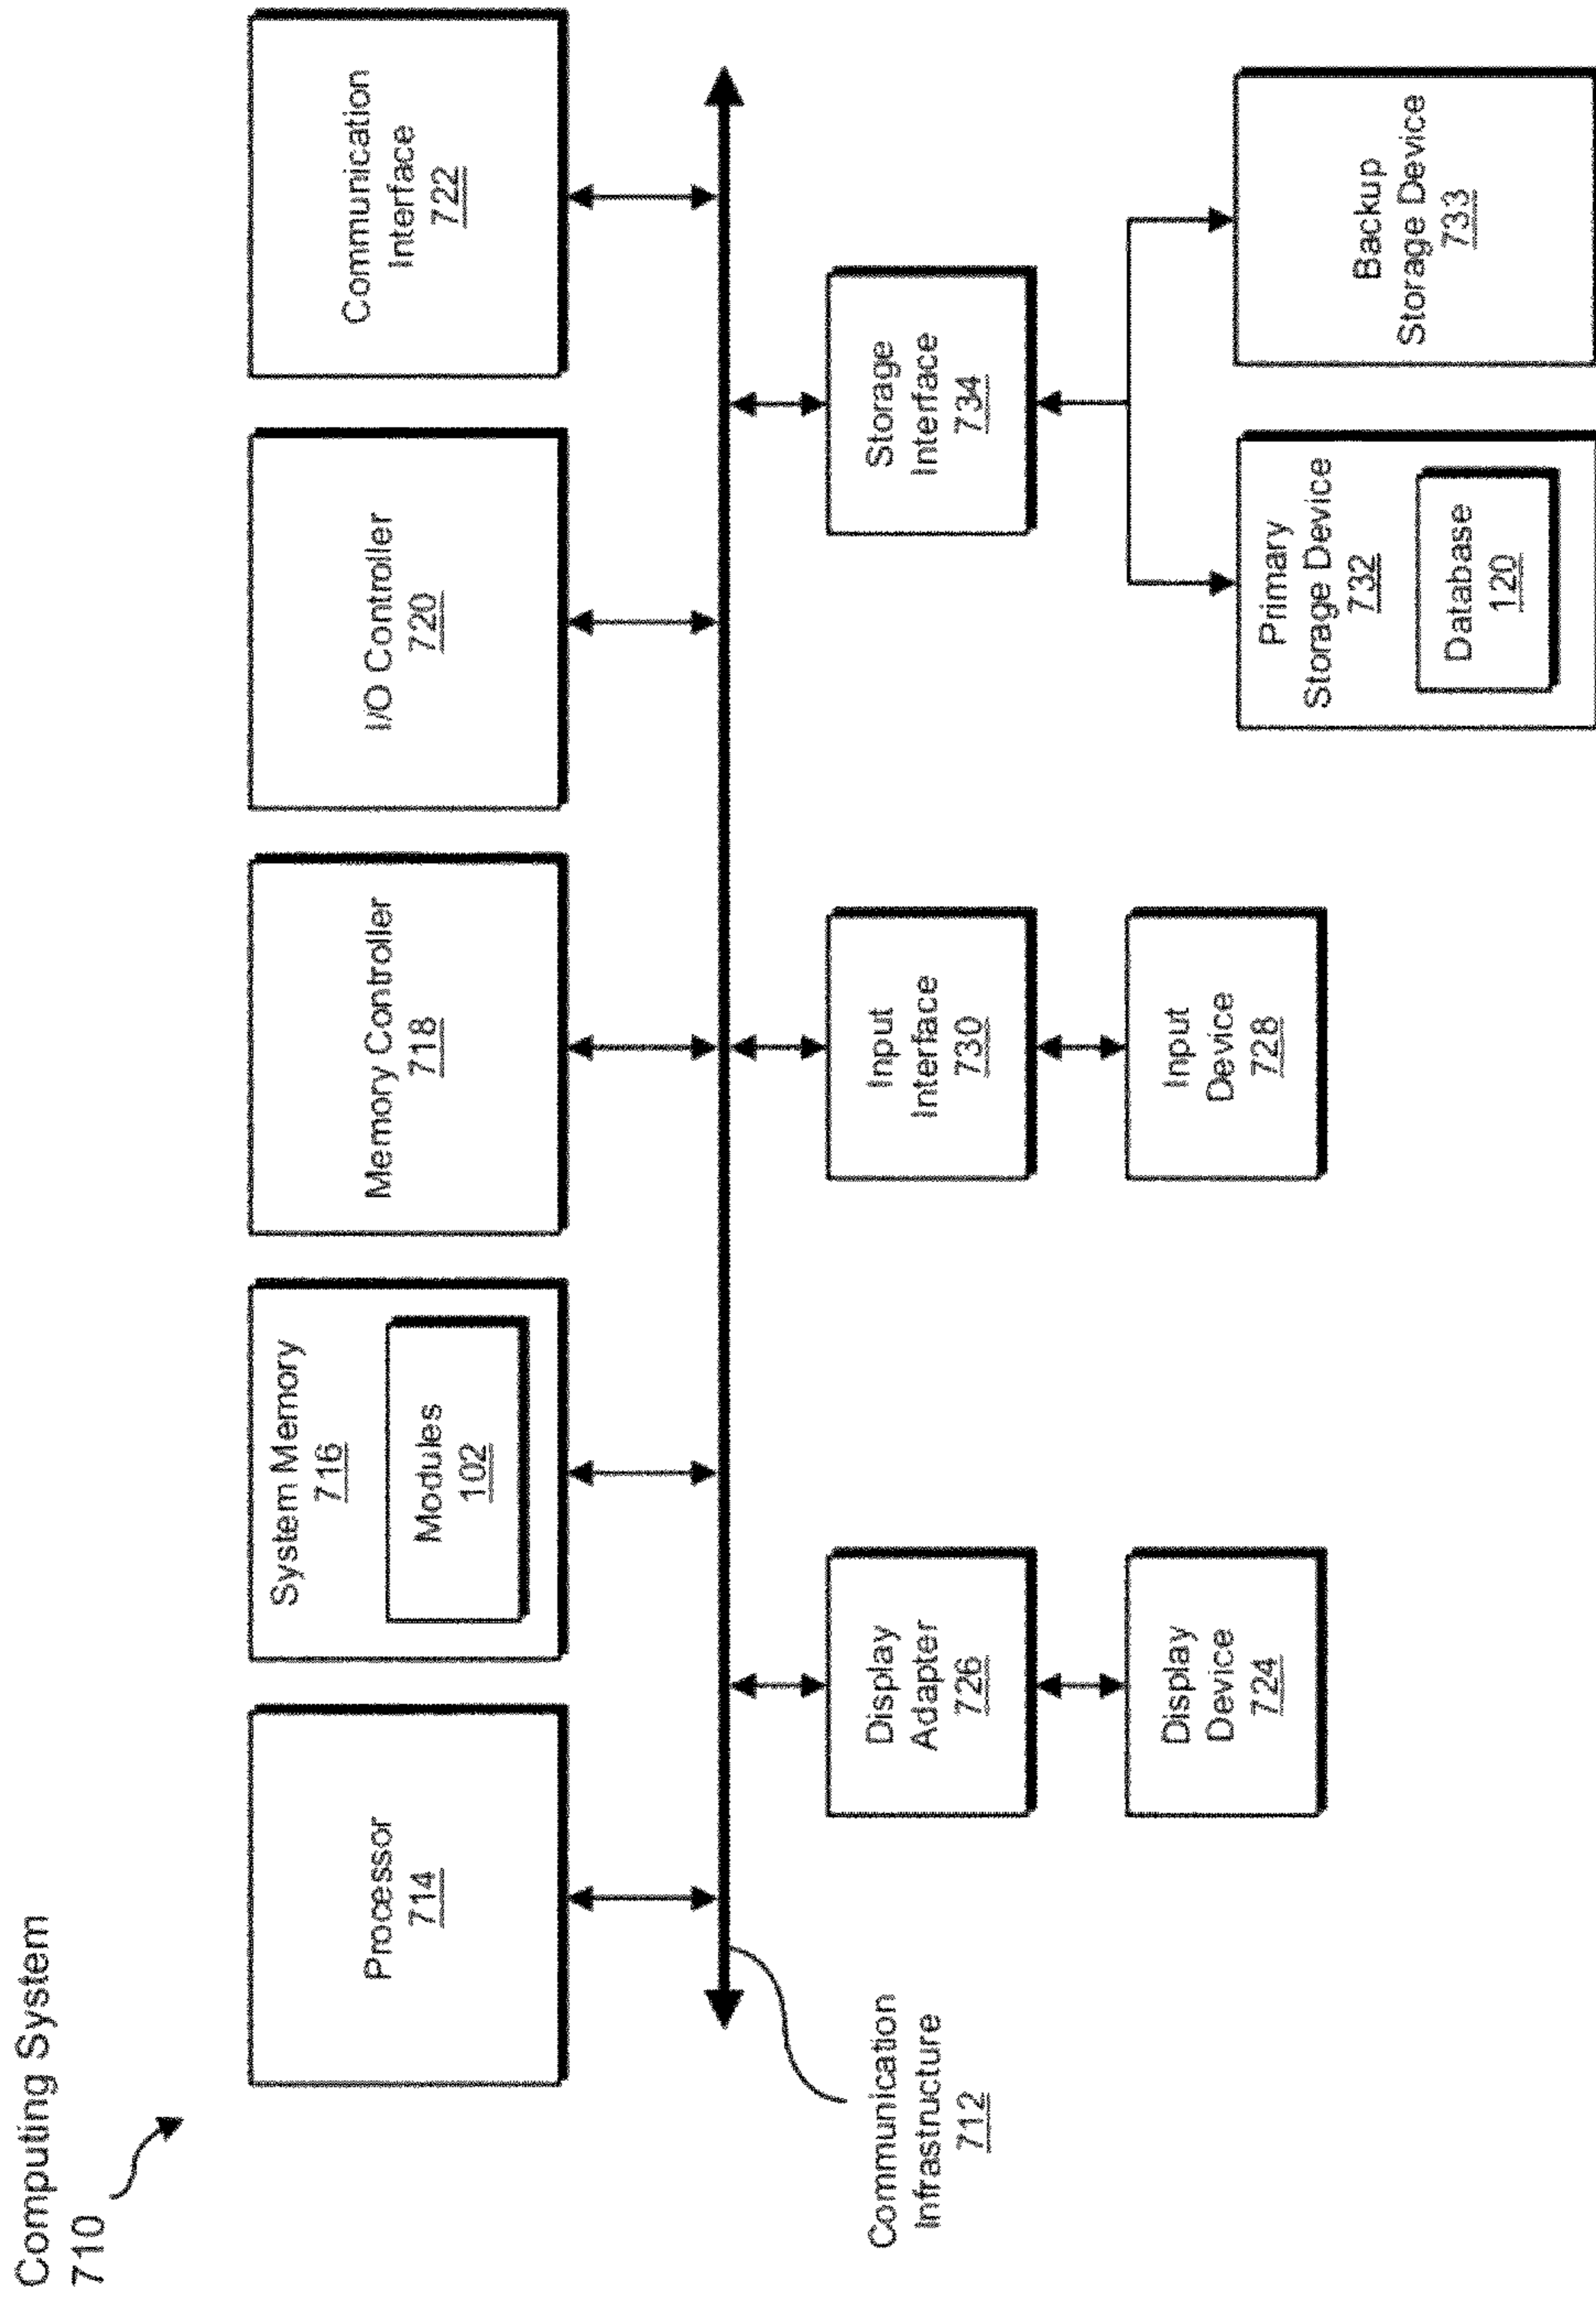 Computing System
710
Processor
714
System Memory
716
Modules
102
Memory Controller
718
I/O Controller
720
Communication
Interface
722
Communication
Infrastructure
712
Display
Adapter
726
Input
Interface
730
Storage
Interface
734
Display
Device
724
Input
Device
728
Primary
Storage Device
732
Database
120
Backup
Storage Device
733